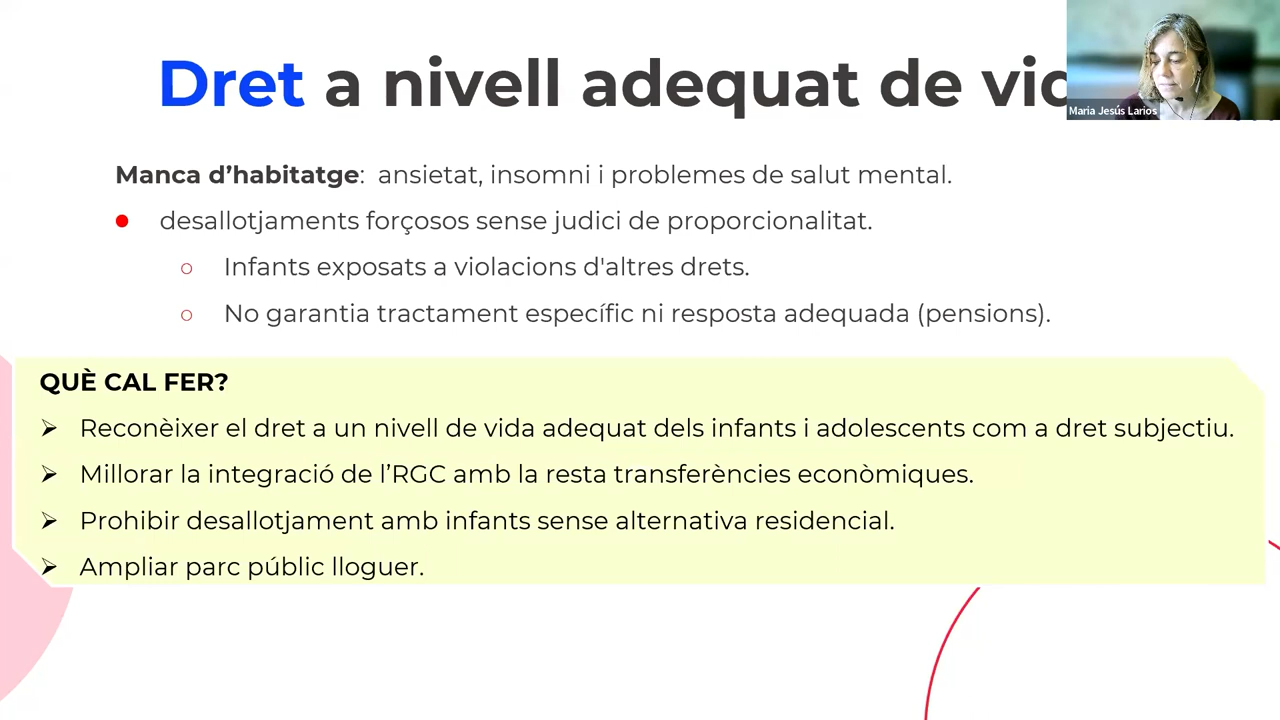 Dret a nivell adequat de vid
Maria Jesús Larios
Manca d’habitatge: ansietat, insomni i problemes de salut mental.
desallotjaments forçosos sense judici de proporcionalitat.
Infants exposats a violacions d'altres drets.
No garantia tractament específic ni resposta adequada (pensions).
QUÈ CAL FER?
Reconèixer el dret a un nivell de vida adequat dels infants i adolescents com a dret subjectiu.
Millorar la integració de l’RGC amb la resta transferències econòmiques.
Prohibir desallotjament amb infants sense alternativa residencial.
Ampliar parc públic lloguer.